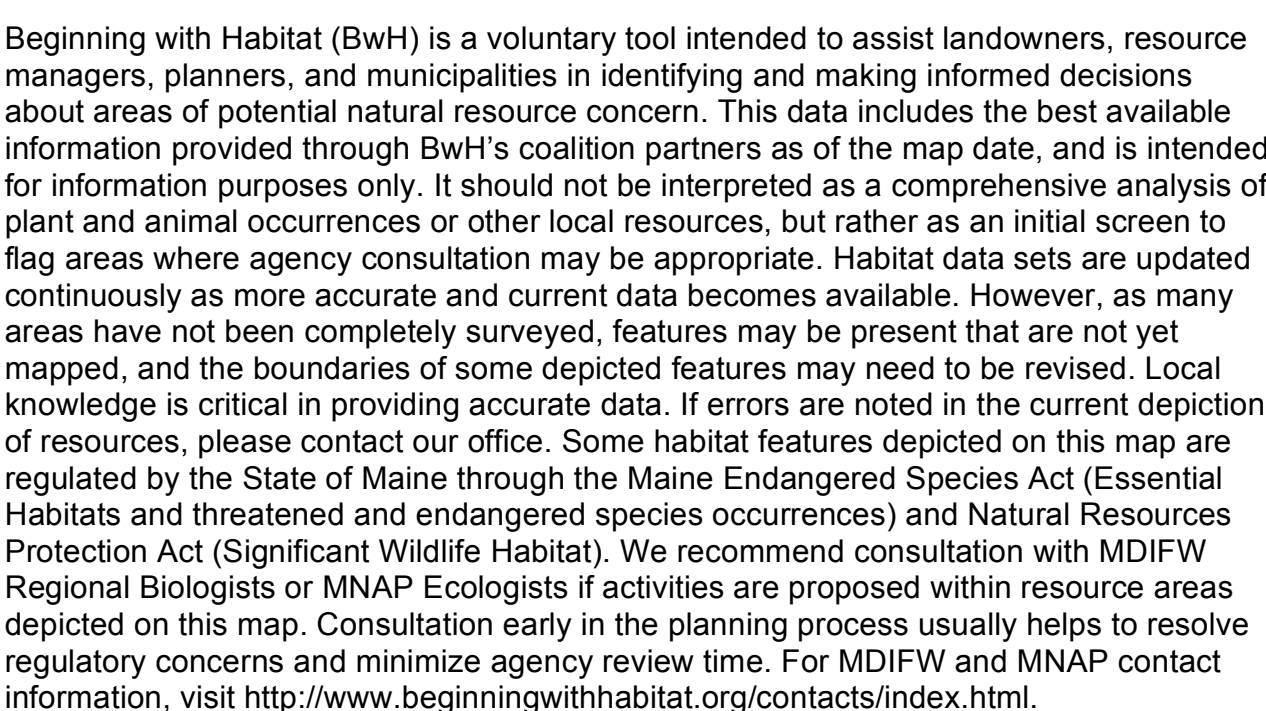 Beginning with Habitat (BwH) is a voluntary tool intended to assist landowners, resource
managers, planners, and municipalities in identifying and making informed decisions
about areas of potential natural resource concern. This data includes the best available
information provided through BwH’s coalition partners as of the map date, and is intended
for information purposes only. It should not be interpreted as a comprehensive analysis of
plant and animal occurrences or other local resources, but rather as an initial screen to
flag areas where agency consultation may be appropriate. Habitat data sets are updated
continuously as more accurate and current data becomes available. However, as many
areas have not been completely surveyed, features may be present that are not yet
mapped, and the boundaries of some depicted features may need to be revised. Local
knowledge is critical in providing accurate data. If errors are noted in the current depiction
of resources, please contact our office. Some habitat features depicted on this map are
regulated by the State of Maine through the Maine Endangered Species Act (Essential
Habitats and threatened and endangered species occurrences) and Natural Resources
Protection Act (Significant Wildlife Habitat). We recommend consultation with MDIFW
Regional Biologists or MNAP Ecologists if activities are proposed within resource areas
depicted on this map. Consultation early in the planning process usually helps to resolve
regulatory concerns and minimize agency review time. For MDIFW and MNAP contact
information, visit http://www.beginningwithhabitat.org/contacts/index.html.